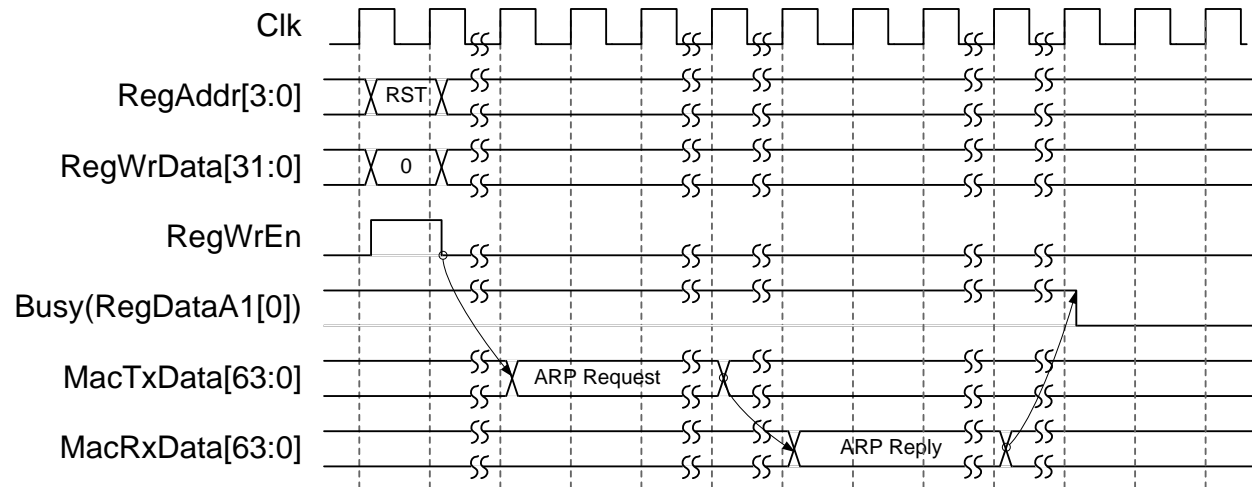 Clk
RegAddr[3:0]
RST
RegWrData[31:0]
0
RegWrEn
Busy(RegDataA1[0])
MacTxData[63:0]
ARP Request
MacRxData[63:0]
ARP Reply